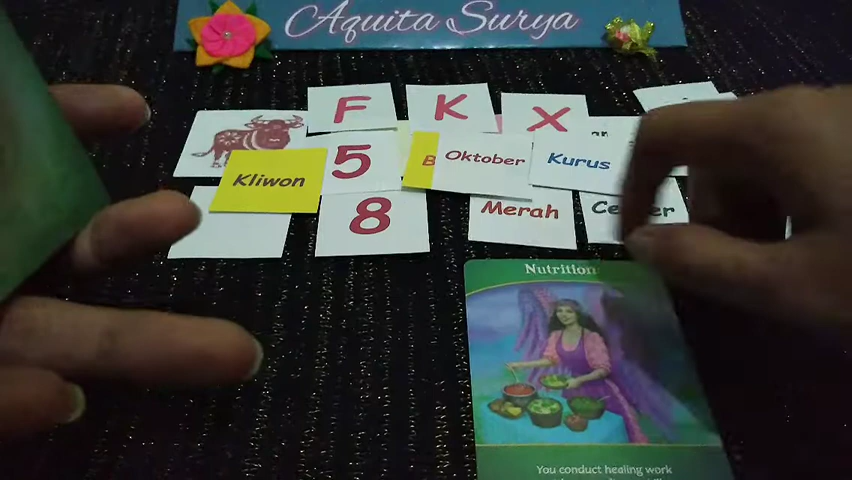 Aquita Surya
F K X
Kliwon
5
Oktober
Kurus
8
Merah
Nutrition
You conduct healing work